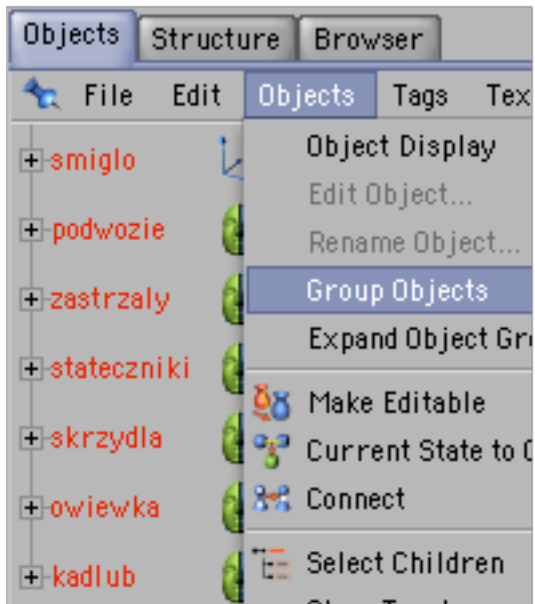 Objects Structure Browser
File Edit Objects Tags Tex
smiglo
Object Display
Edit Object...
podwozie
Rename Object...
zastrzaly
Group Objects
Expand Object Gr
stateczniki
Make Editable
skrzydla
Current State to
owiewka
Connect
kadlub
Select Children